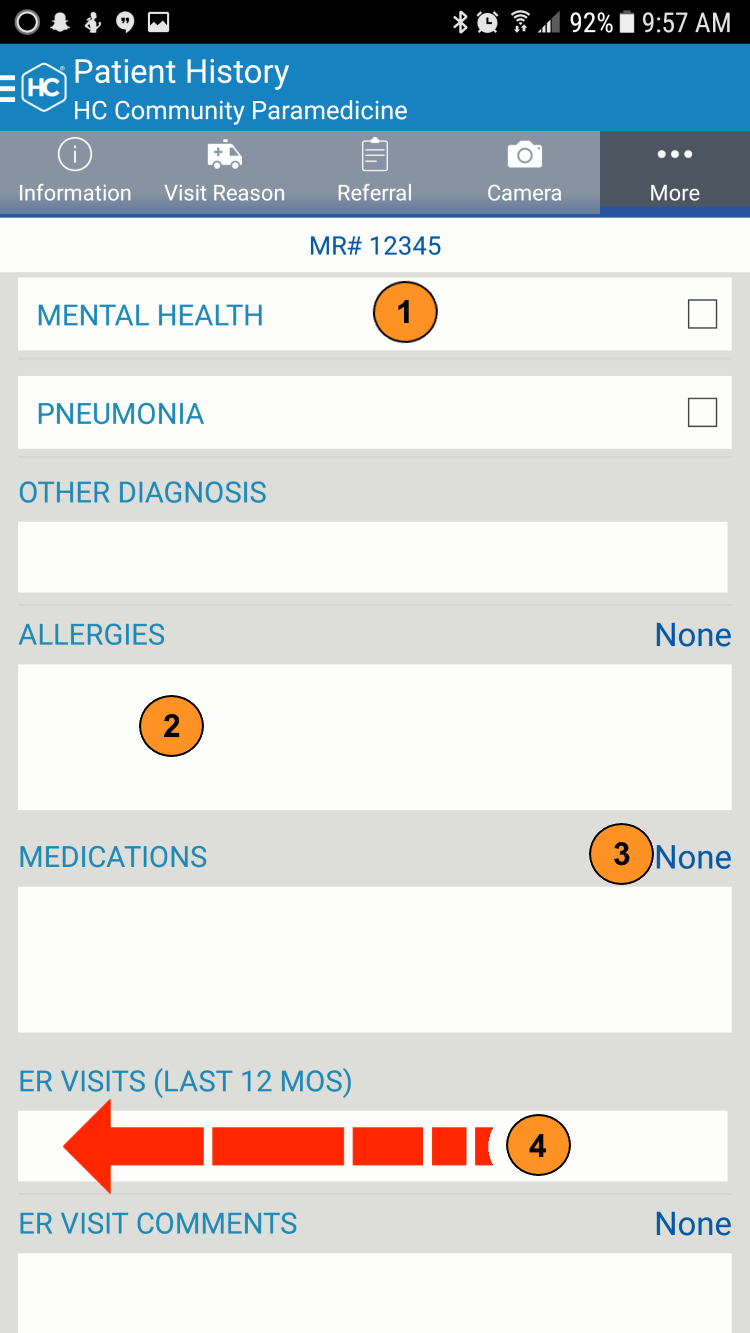 92% 9:57 AM
HC Patient History
HC Community Paramedicine
Information Visit Reason Referral Camera More
MR# 12345
MENTAL HEALTH 1
PNEUMONIA
OTHER DIAGNOSIS
ALLERGIES None
2
MEDICATIONS 3 None
ER VISITS (LAST 12 MOS)
4
ER VISIT COMMENTS None